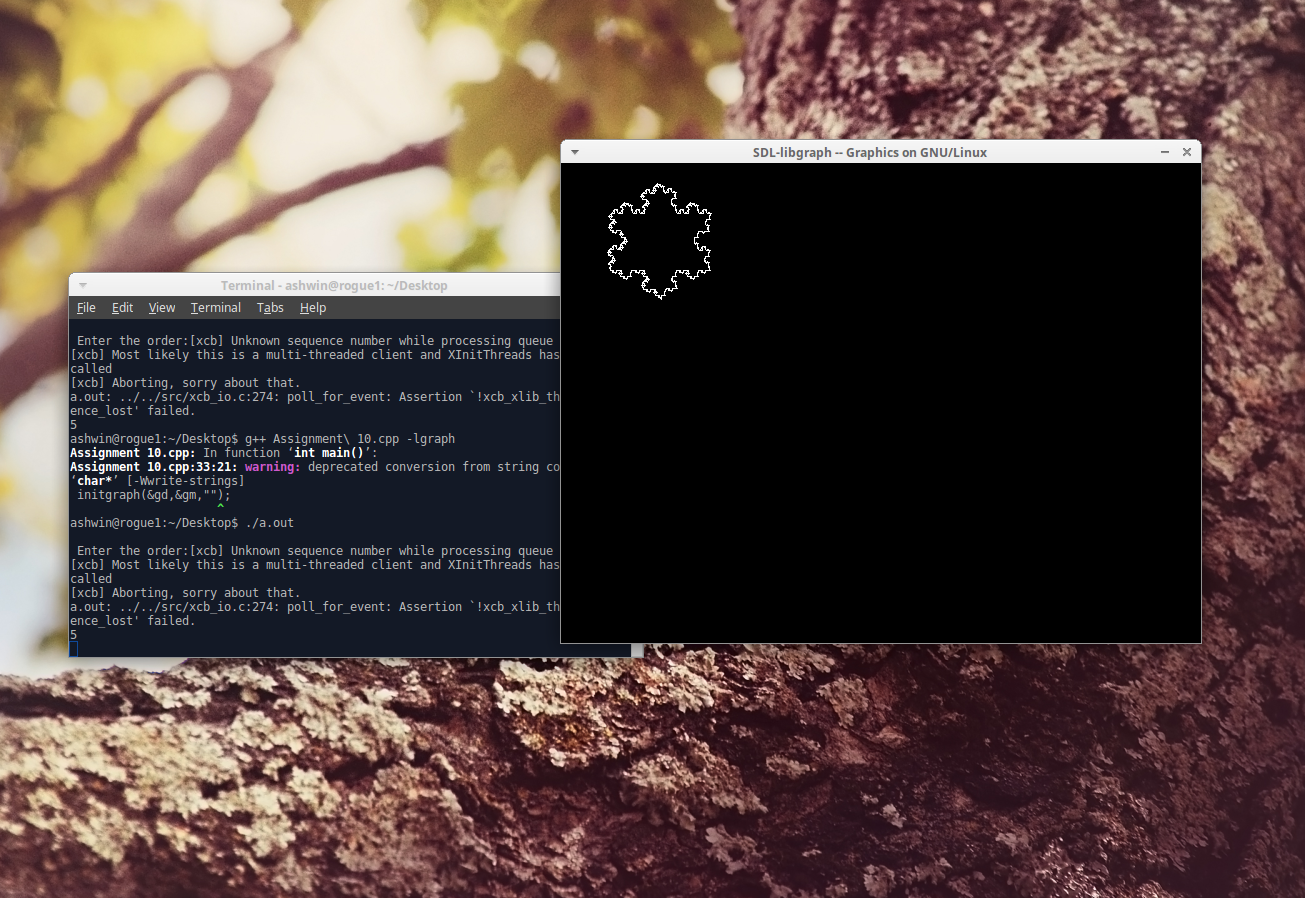 SDL-libgraph -- Graphics on GNU/Linux
Terminal - ashwin@rogue1: ~/Desktop
File Edit View Terminal Tabs Help
Enter the order:[xcb] Unknown sequence number while processing queue
[xcb] Most likely this is a multi-threaded client and XInitThreads has
called
[xcb] Aborting, sorry about that.
a.out: ../../src/xcb_io.c:274: poll_for_event: Assertion `!xcb_xlib_th
ence_lost' failed.
5
ashwin@rogue1:~/Desktop$ g++ Assignment\ 10.cpp -lgraph
Assignment 10.cpp: In function ‘int main()’:
Assignment 10.cpp:33:21: warning: deprecated conversion from string co
‘char*’ [-Wwrite-strings]
initgraph(&gd,&gm,"");
^
ashwin@rogue1:~/Desktop$ ./a.out
Enter the order:[xcb] Unknown sequence number while processing queue
[xcb] Most likely this is a multi-threaded client and XInitThreads has
called
[xcb] Aborting, sorry about that.
a.out: ../../src/xcb_io.c:274: poll_for_event: Assertion `!xcb_xlib_th
ence_lost' failed.
5